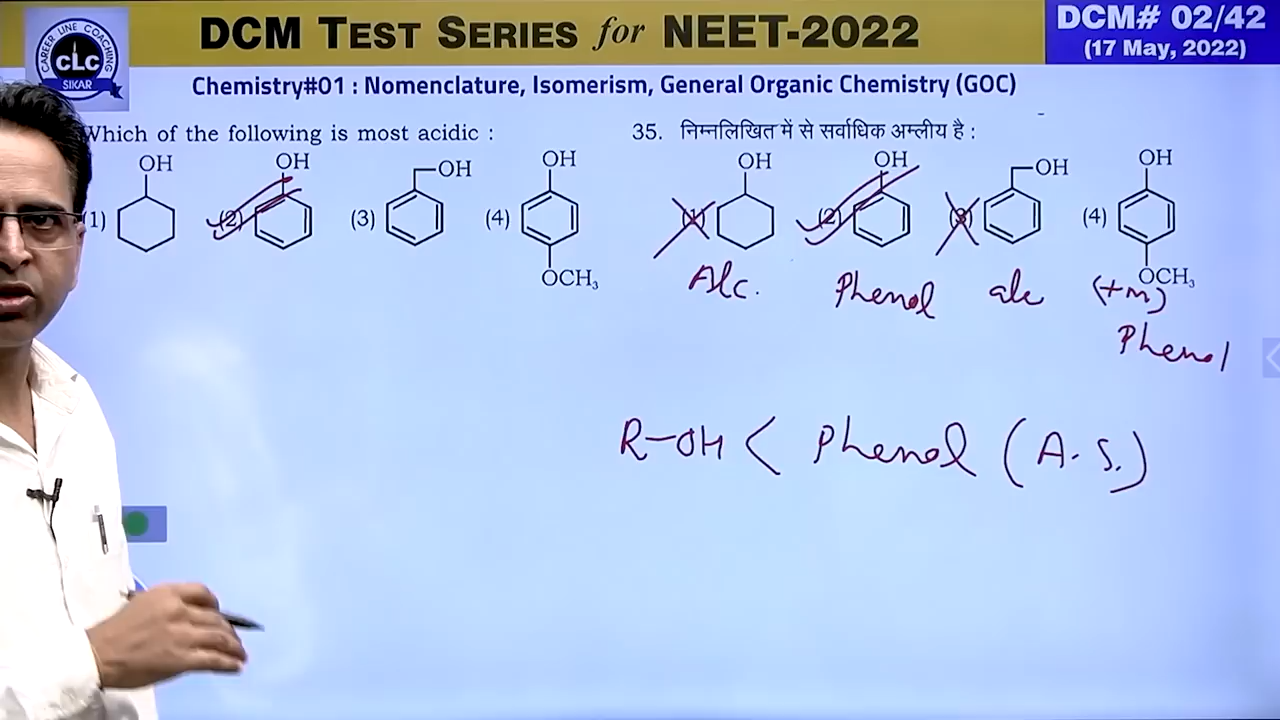 DCM TEST SERIES for NEET-2022
DCM# 02/42
(17 May, 2022)
CAREER LINE COACHING
CLC
SIKAR
Chemistry#01 : Nomenclature, Isomerism, General Organic Chemistry (GOC)
Which of the following is most acidic :
(1) OH
(2) OH
(3) OH
(4) OH
OCH₃
35. निम्नलिखित में से सर्वाधिक अम्लीय है :
(1) OH
(2) OH
(3) OH
(4) OH
OCH₃
Alc.
Phenol
alc
(+m)
Phenol
R-OH < Phenol (A.S.)